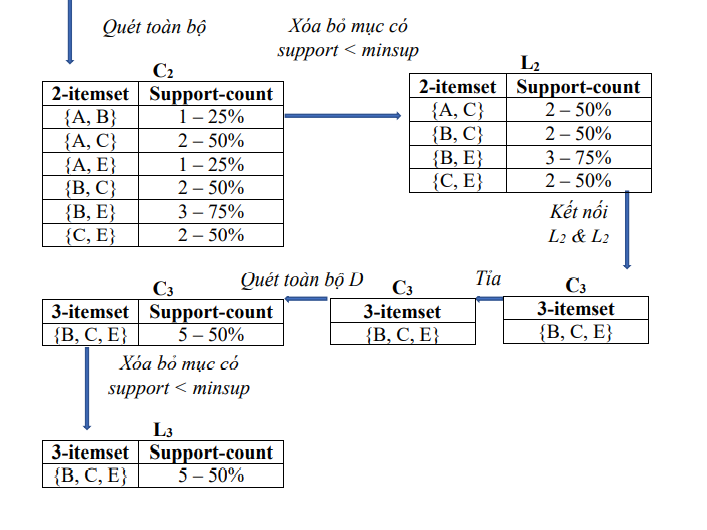 Quét toàn bộ
Xóa bỏ mục có
support < minsup
C2
2-itemset Support-count
{A, B} 1 – 25%
{A, C} 2 – 50%
{A, E} 1 – 25%
{B, C} 2 – 50%
{B, E} 3 – 75%
{C, E} 2 – 50%
L2
2-itemset Support-count
{A, C} 2 – 50%
{B, C} 2 – 50%
{B, E} 3 – 75%
{C, E} 2 – 50%
Kết nối
L2 & L2
C3
3-itemset
{B, C, E}
Tỉa
C3
3-itemset
{B, C, E}
Quét toàn bộ D
C3
3-itemset Support-count
{B, C, E} 5 – 50%
Xóa bỏ mục có
support < minsup
L3
3-itemset Support-count
{B, C, E} 5 – 50%